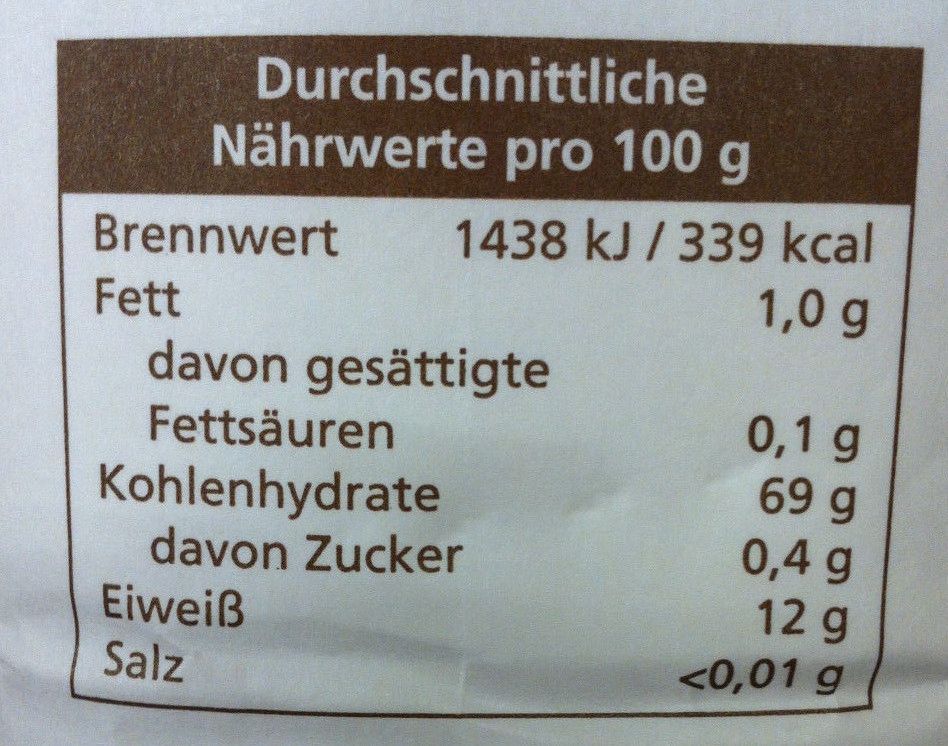 Durchschnittliche
Nährwerte pro 100 g
Brennwert 1438 kJ / 339 kcal
Fett 1,0 g
davon gesättigte
Fettsäuren 0,1 g
Kohlenhydrate 69 g
davon Zucker 0,4 g
Eiweiß 12 g
Salz <0,01 g